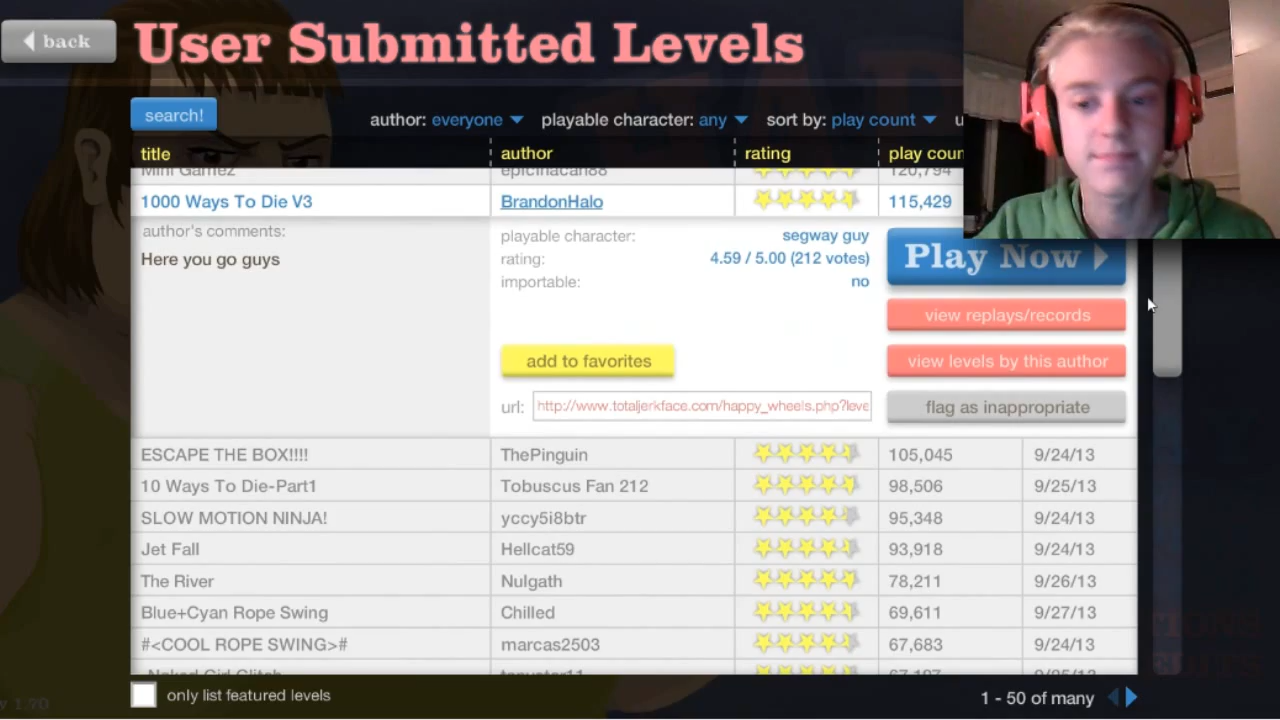 back
User Submitted Levels
search!
author: everyone
playable character: any
sort by: play count
u
title
author
rating
play coun
Mini Gamez
epicmacan88
120,794
1000 Ways To Die V3
BrandonHalo
115,429
author's comments:
Here you go guys
playable character:
segway guy
rating:
4.59 / 5.00 (212 votes)
importable:
no
Play Now
view replays/records
add to favorites
view levels by this author
url:
http://www.totaljerkface.com/happy_wheels.php?leve
flag as inappropriate
ESCAPE THE BOX!!!! ThePinguin 105,045 9/24/13
10 Ways To Die-Part1 Tobuscus Fan 212 98,506 9/25/13
SLOW MOTION NINJA! yccy5i8btr 95,348 9/24/13
Jet Fall Hellcat59 93,918 9/24/13
The River Nulgath 78,211 9/26/13
Blue+Cyan Rope Swing Chilled 69,611 9/27/13
#<COOL ROPE SWING># marcas2503 67,683 9/24/13
only list featured levels
1 - 50 of many
v 1.70